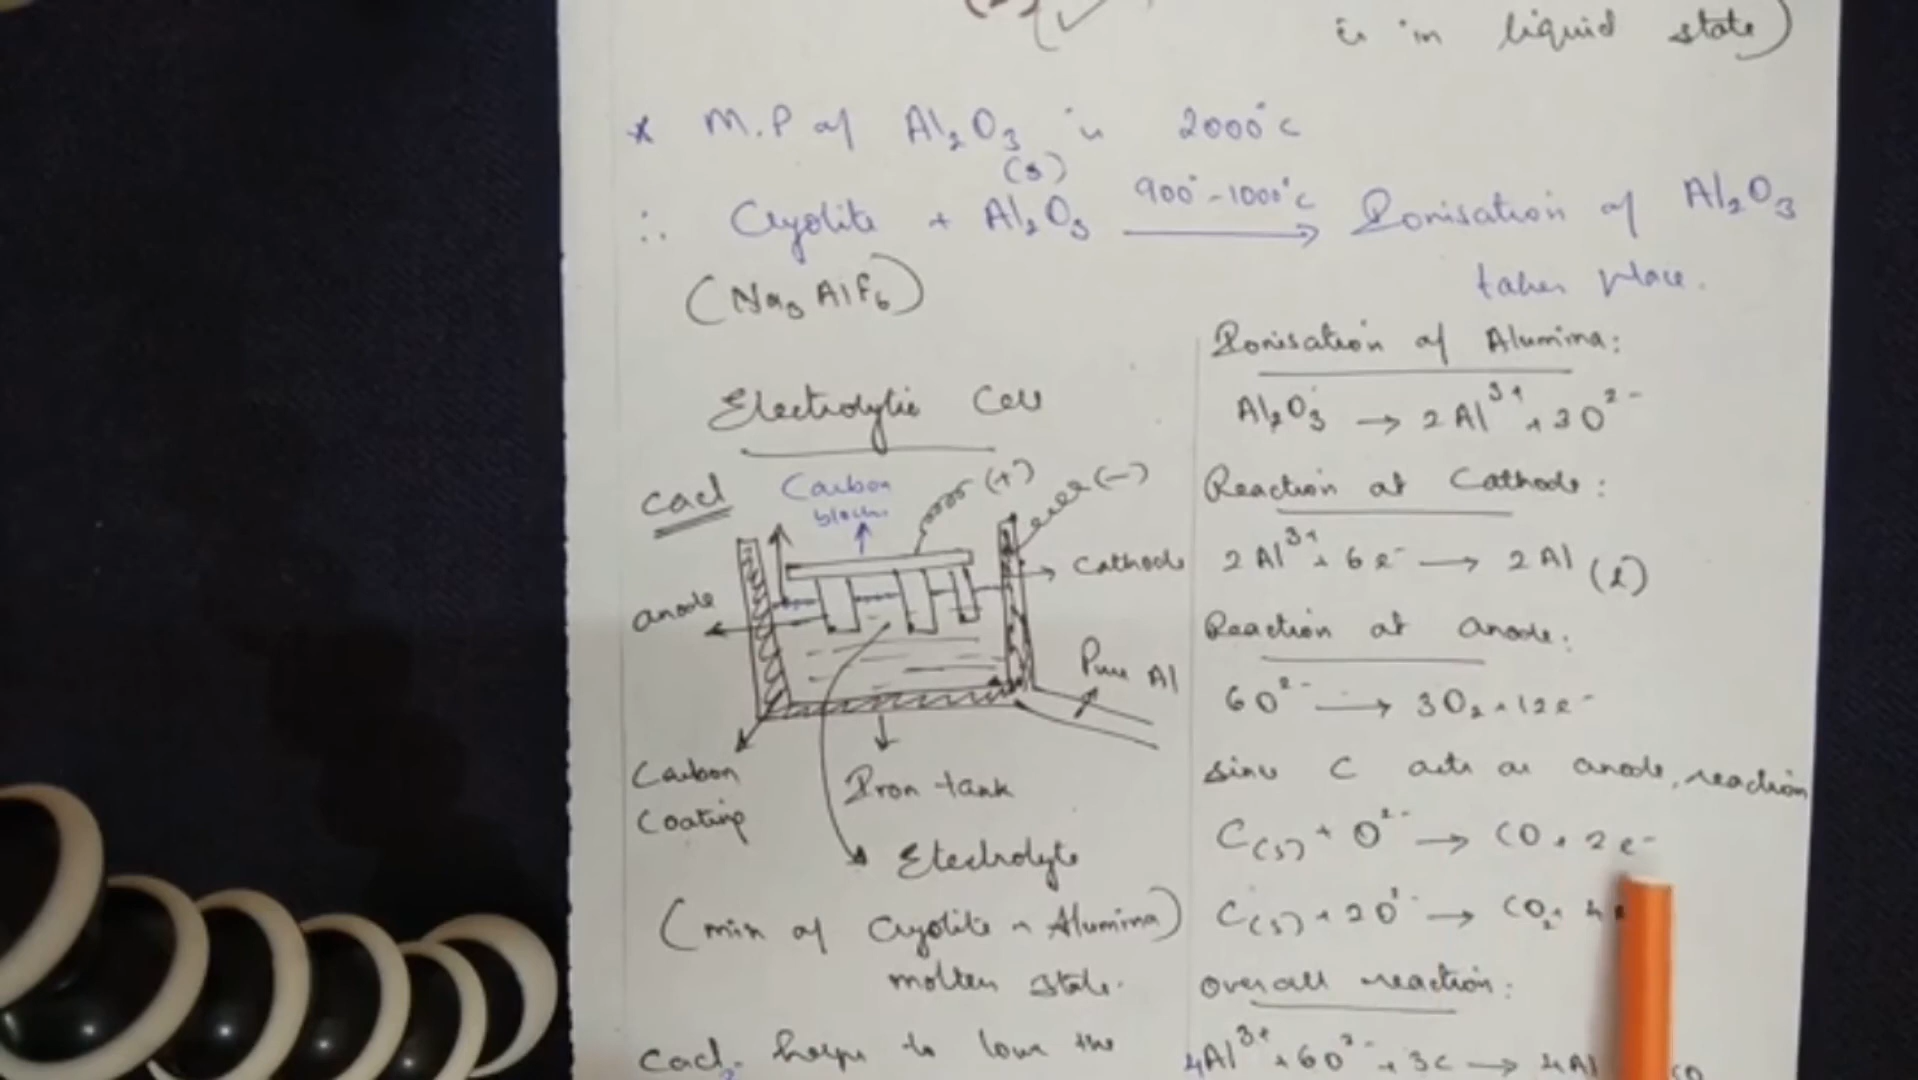 is in liquid state)
* M.P of Al₂O₃ is 2000°C
(s)
∴ Cryolite + Al₂O₃ 900°-1000°C → Ionisation of Al₂O₃
(Na₃AlF₆) takes place.
Electrolytic Cell
cacl
Carbon
blocks
(+)
(-)
anode
Cathode
Pure Al
Carbon
Coating
Iron tank
Electrolyte
(mix of Cryolite + Alumina)
molten state.
cacl₂ helps to lower the
Ionisation of Alumina:
Al₂O₃ → 2Al³⁺ + 3O²⁻
Reaction at Cathode:
2Al³⁺ + 6e⁻ → 2Al (l)
Reaction at anode:
6O²⁻ → 3O₂ + 12e⁻
since C acts as anode, reaction
C(s) + O²⁻ → CO + 2e⁻
C(s) + 2O²⁻ → CO₂ + 4e
Overall reaction:
4Al³⁺ + 6O²⁻ + 3C → 4Al